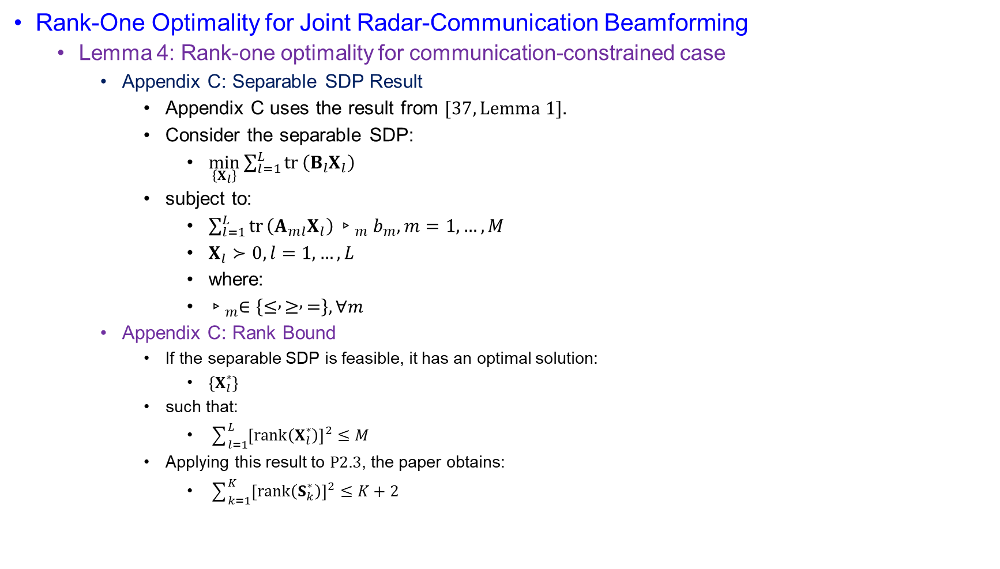 • Rank-One Optimality for Joint Radar-Communication Beamforming
• Lemma 4: Rank-one optimality for communication-constrained case
• Appendix C: Separable SDP Result
• Appendix C uses the result from [37, Lemma 1].
• Consider the separable SDP:
• min_{{𝐗_l}} ∑_{l=1}^{L} tr (𝐁_l𝐗_l)
• subject to:
• ∑_{l=1}^{L} tr (𝐀_{ml}𝐗_l) ▹_m b_m, m = 1, … , M
• 𝐗_l ≻ 0, l = 1, … , L
• where:
• ▹_m ∈ {≤, ≥, =}, ∀m
• Appendix C: Rank Bound
• If the separable SDP is feasible, it has an optimal solution:
• {𝐗_l^*}
• such that:
• ∑_{l=1}^{L} [rank(𝐗_l^*)]^2 ≤ M
• Applying this result to P2.3, the paper obtains:
• ∑_{k=1}^{K} [rank(𝐒_k^*)]^2 ≤ K + 2